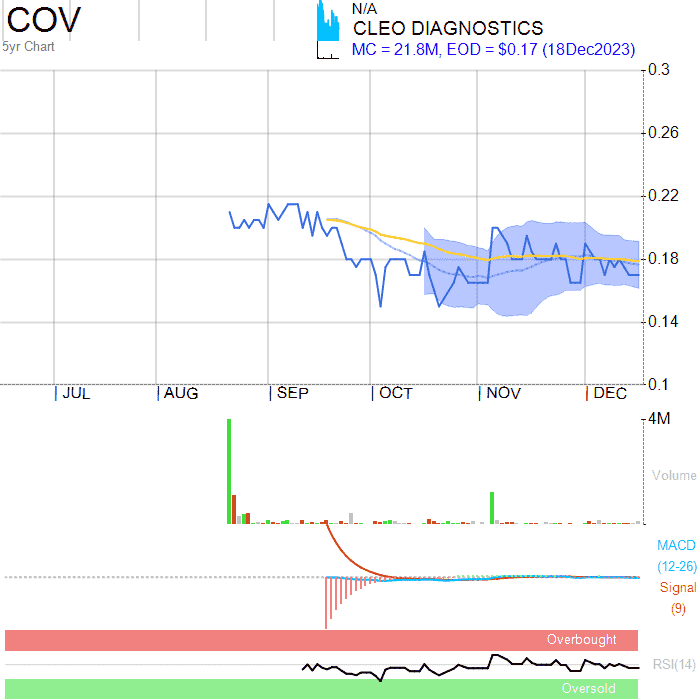 COV
N/A
CLEO DIAGNOSTICS
5yr Chart
MC = 21.8M, EOD = $0.17 (18Dec2023)
0.3
0.26
0.22
0.18
0.14
0.1
JUL AUG SEP OCT NOV DEC
4M
Volume
MACD
(12-26)
Signal
(9)
Overbought
RSI(14)
Oversold